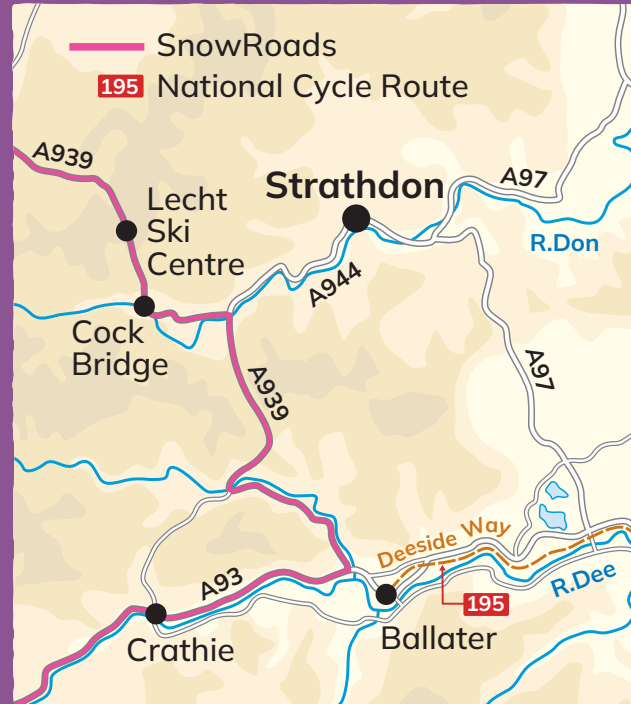 SnowRoads
195 National Cycle Route
A939
Lecht
Ski
Centre
Strathdon
A97
R.Don
A944
Cock
Bridge
A939
A97
Deeside Way
A93
195
R.Dee
Crathie
Ballater